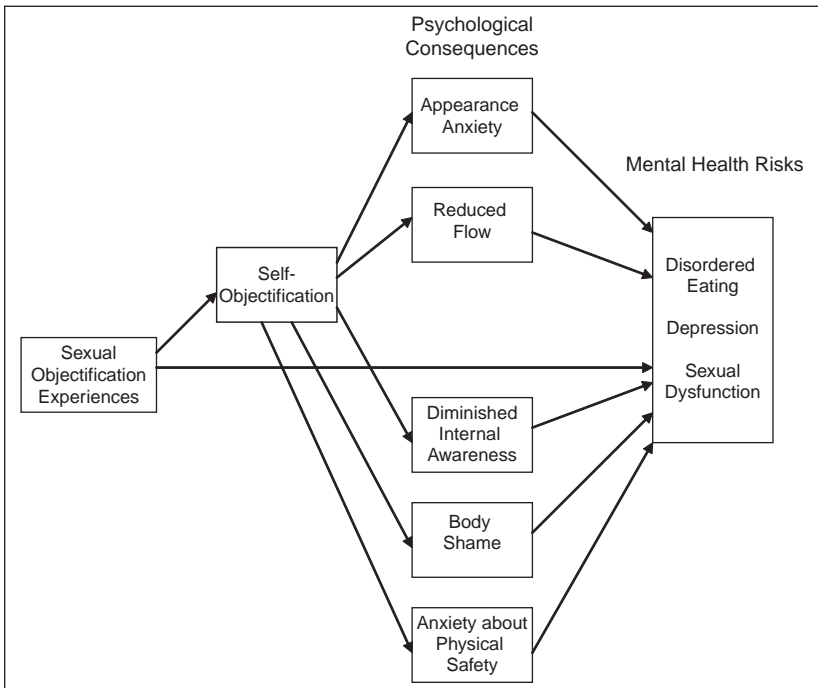 Psychological
Consequences
Appearance
Anxiety
Mental Health Risks
Reduced
Flow
Self-
Objectification
Disordered
Eating
Depression
Sexual
Dysfunction
Sexual
Objectification
Experiences
Diminished
Internal
Awareness
Body
Shame
Anxiety about
Physical
Safety